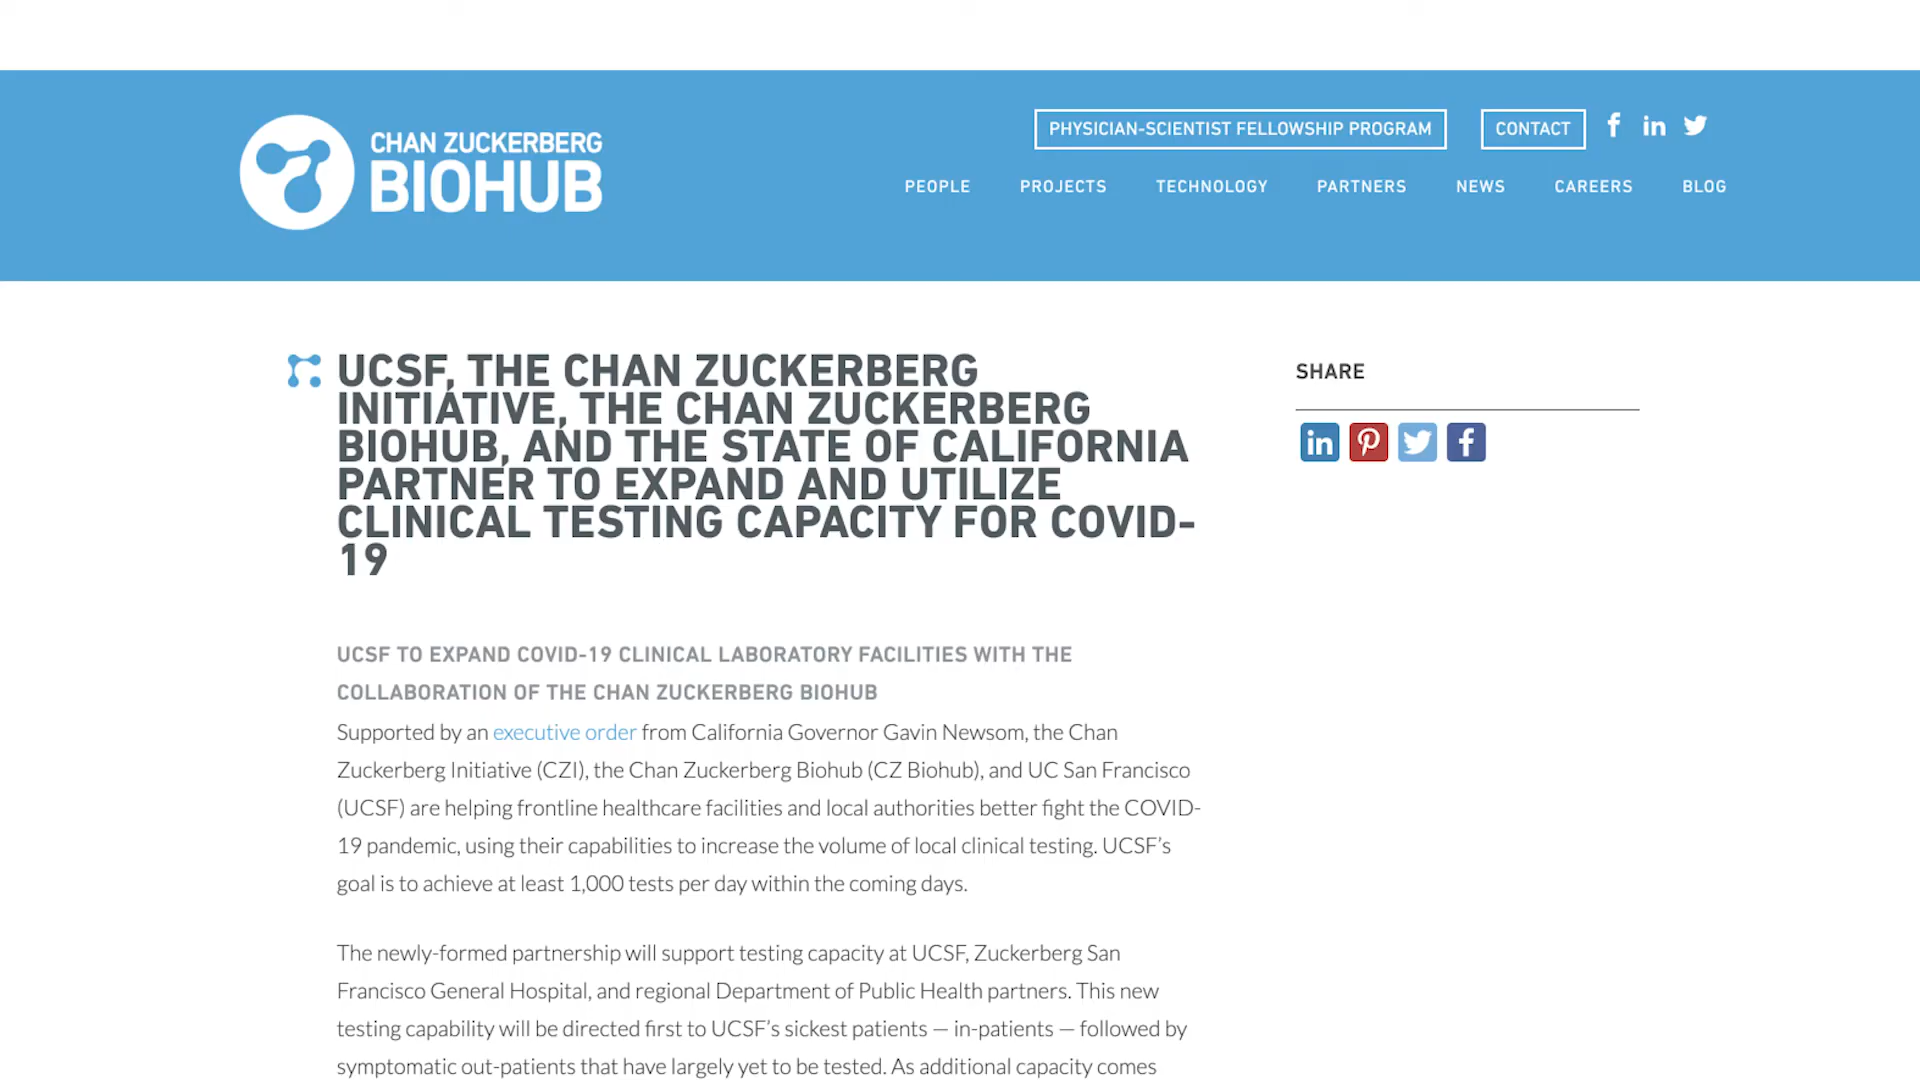 CHAN ZUCKERBERG
BIOHUB
PHYSICIAN-SCIENTIST FELLOWSHIP PROGRAM
CONTACT
PEOPLE PROJECTS TECHNOLOGY PARTNERS NEWS CAREERS BLOG
UCSF, THE CHAN ZUCKERBERG
INITIATIVE, THE CHAN ZUCKERBERG
BIOHUB, AND THE STATE OF CALIFORNIA
PARTNER TO EXPAND AND UTILIZE
CLINICAL TESTING CAPACITY FOR COVID-
19
SHARE
UCSF TO EXPAND COVID-19 CLINICAL LABORATORY FACILITIES WITH THE
COLLABORATION OF THE CHAN ZUCKERBERG BIOHUB
Supported by an executive order from California Governor Gavin Newsom, the Chan
Zuckerberg Initiative (CZI), the Chan Zuckerberg Biohub (CZ Biohub), and UC San Francisco
(UCSF) are helping frontline healthcare facilities and local authorities better fight the COVID-
19 pandemic, using their capabilities to increase the volume of local clinical testing. UCSF’s
goal is to achieve at least 1,000 tests per day within the coming days.
The newly-formed partnership will support testing capacity at UCSF, Zuckerberg San
Francisco General Hospital, and regional Department of Public Health partners. This new
testing capability will be directed first to UCSF’s sickest patients — in-patients — followed by
symptomatic out-patients that have largely yet to be tested. As additional capacity comes